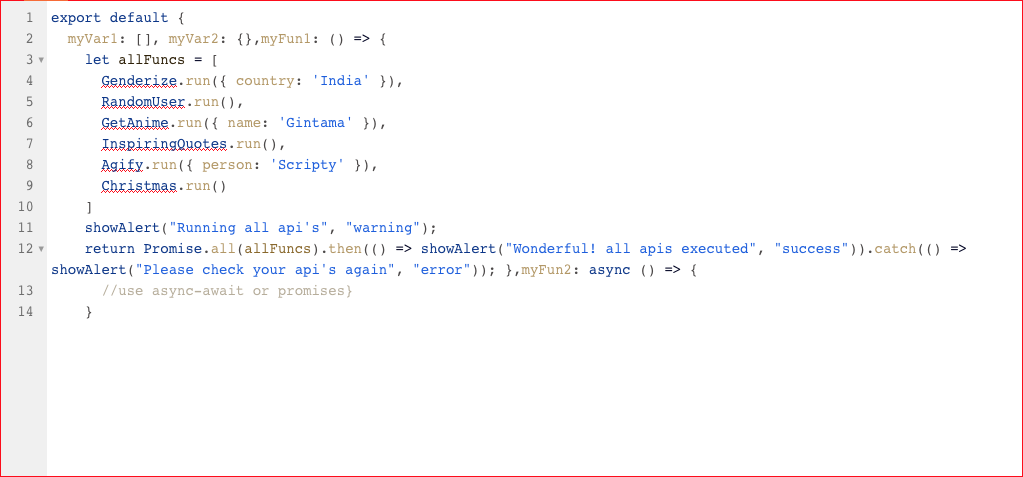 1 export default {
2 myVar1: [], myVar2: {},myFun1: () => {
3 let allFuncs = [
4 Genderize.run({ country: 'India' }),
5 RandomUser.run(),
6 GetAnime.run({ name: 'Gintama' }),
7 InspiringQuotes.run(),
8 Agify.run({ person: 'Scripty' }),
9 Christmas.run()
10 ]
11 showAlert("Running all api's", "warning");
12 return Promise.all(allFuncs).then(() => showAlert("Wonderful! all apis executed", "success")).catch(() =>
showAlert("Please check your api's again", "error")); },myFun2: async () => {
13 //use async-await or promises}
14 }